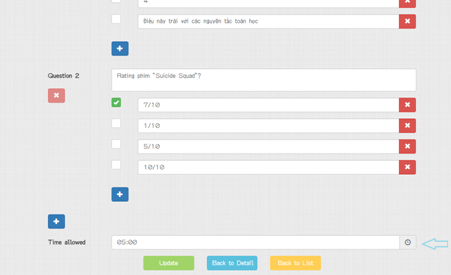 4
Điều này trái với các nguyên tắc toán học
Question 2
Rating phim "Suicide Squad"?
7/10
1/10
5/10
10/10
Time allowed
05:00
Update
Back to Detail
Back to List